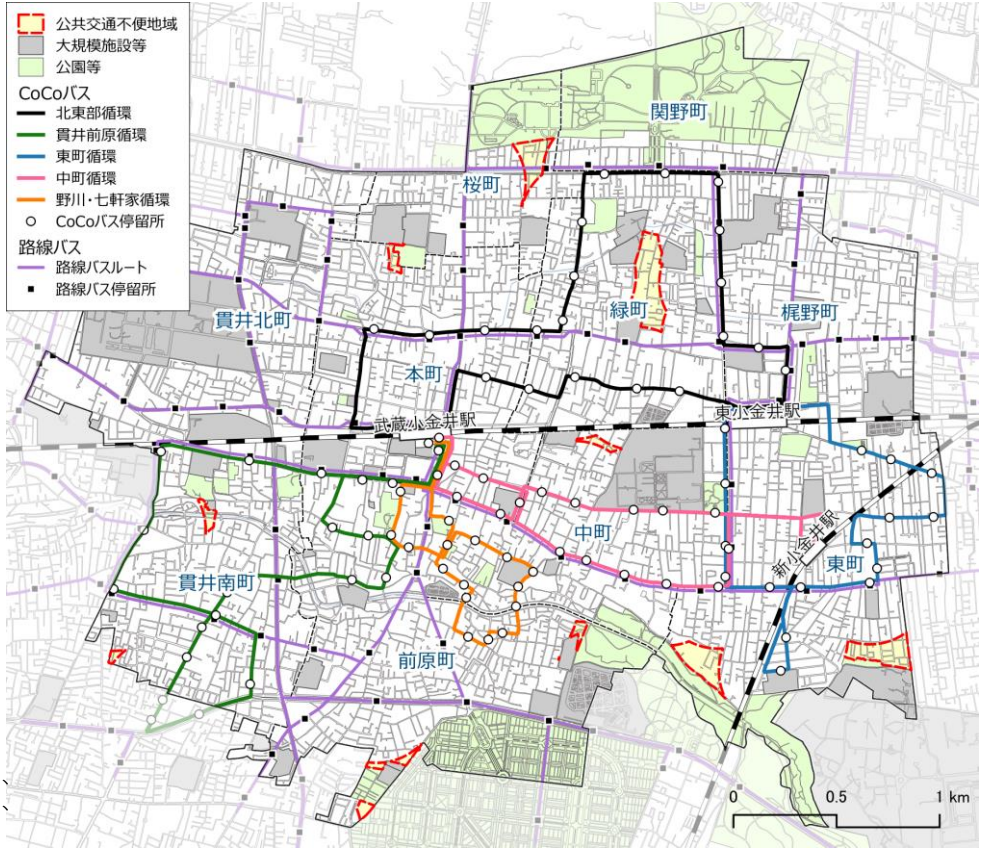 公共交通不便地域
大規模施設等
公園等
CoCoバス
北東部循環
貫井前原循環
東町循環
中町循環
野川・七軒家循環
CoCoバス停留所
路線バス
路線バスルート
路線バス停留所
関野町
桜町
緑町
梶野町
貫井北町
本町
武蔵小金井駅
東小金井駅
中町
新小金井駅
東町
貫井南町
前原町
0
0.5
1 km
、
、